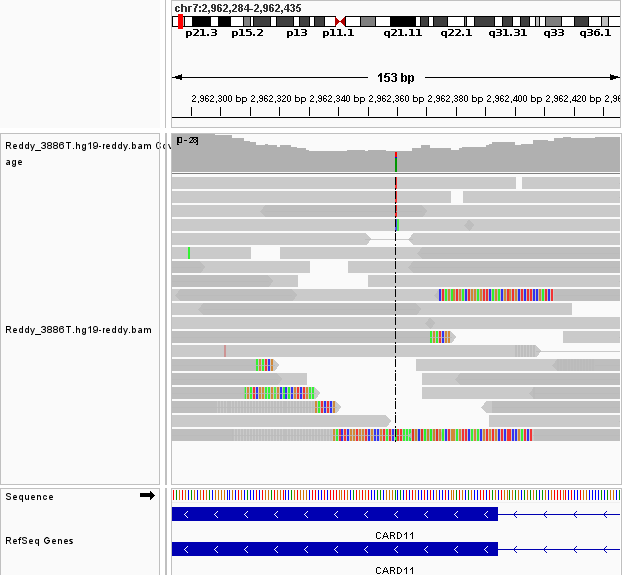 chr7:2,962,284-2,962,435
p21.3 p15.2 p13 p11.1 q21.11 q22.1 q31.31 q33 q36.1
153 bp
2,962,300 bp 2,962,320 bp 2,962,340 bp 2,962,360 bp 2,962,380 bp 2,962,400 bp 2,962,420 bp 2,96
Reddy_3886T.hg19-reddy.bam Cov
age
[0-28]
Reddy_3886T.hg19-reddy.bam
Sequence
RefSeq Genes
CARD11
CARD11